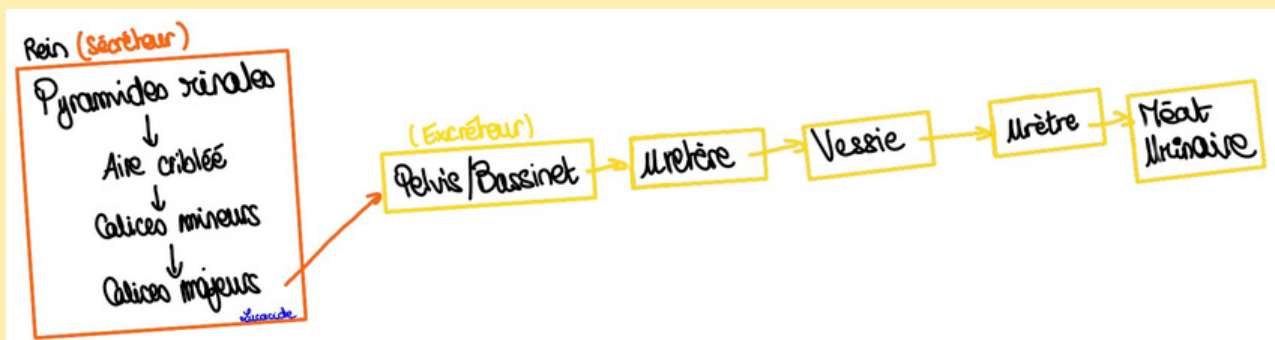 Rein (Sécréteur)
Pyramides rénales
Aire criblée
Calices mineurs
Calices majeurs
(Excréteur)
Pelvis/Bassinet
Uretère
Vessie
Urètre
Méat
Urinaire